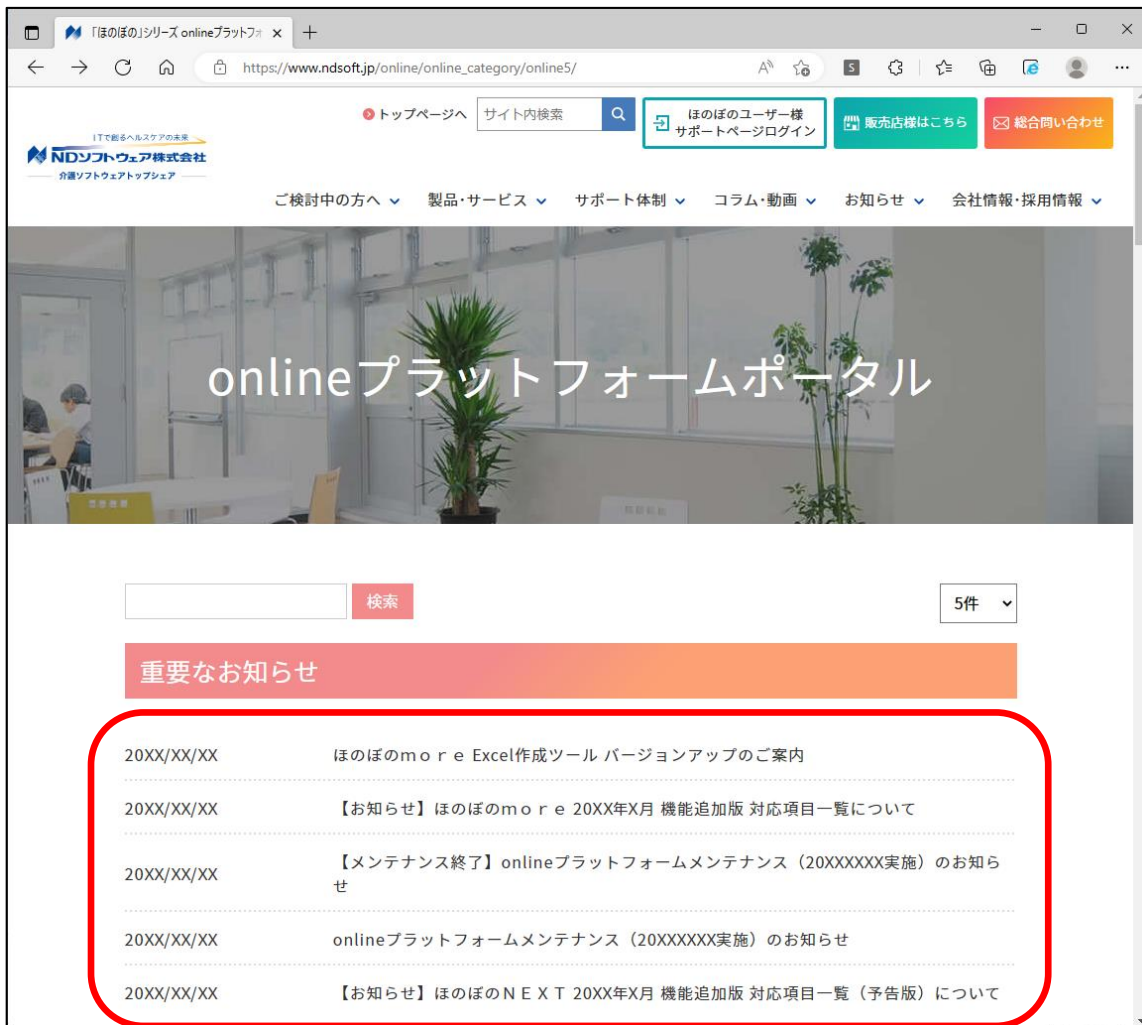 「ほのぼの」シリーズ onlineプラットフォ
https://www.ndsoft.jp/online/online_category/online5/
トップページへ
サイト内検索
ほのぼのユーザー様
サポートページログイン
販売店様はこちら
総合問い合わせ
ITで創るヘルスケアの未来
NDソフトウェア株式会社
介護ソフトウェアトップシェア
ご検討中の方へ 製品・サービス サポート体制 コラム・動画 お知らせ 会社情報・採用情報
onlineプラットフォームポータル
検索 5件
重要なお知らせ
20XX/XX/XX ほのぼのmore Excel作成ツール バージョンアップのご案内
20XX/XX/XX 【お知らせ】ほのぼのmore 20XX年X月 機能追加版 対応項目一覧について
20XX/XX/XX 【メンテナンス終了】onlineプラットフォームメンテナンス（20XXXXXX実施）のお知ら
せ
20XX/XX/XX onlineプラットフォームメンテナンス（20XXXXXX実施）のお知らせ
20XX/XX/XX 【お知らせ】ほのぼのNEXT 20XX年X月 機能追加版 対応項目一覧（予告版）について